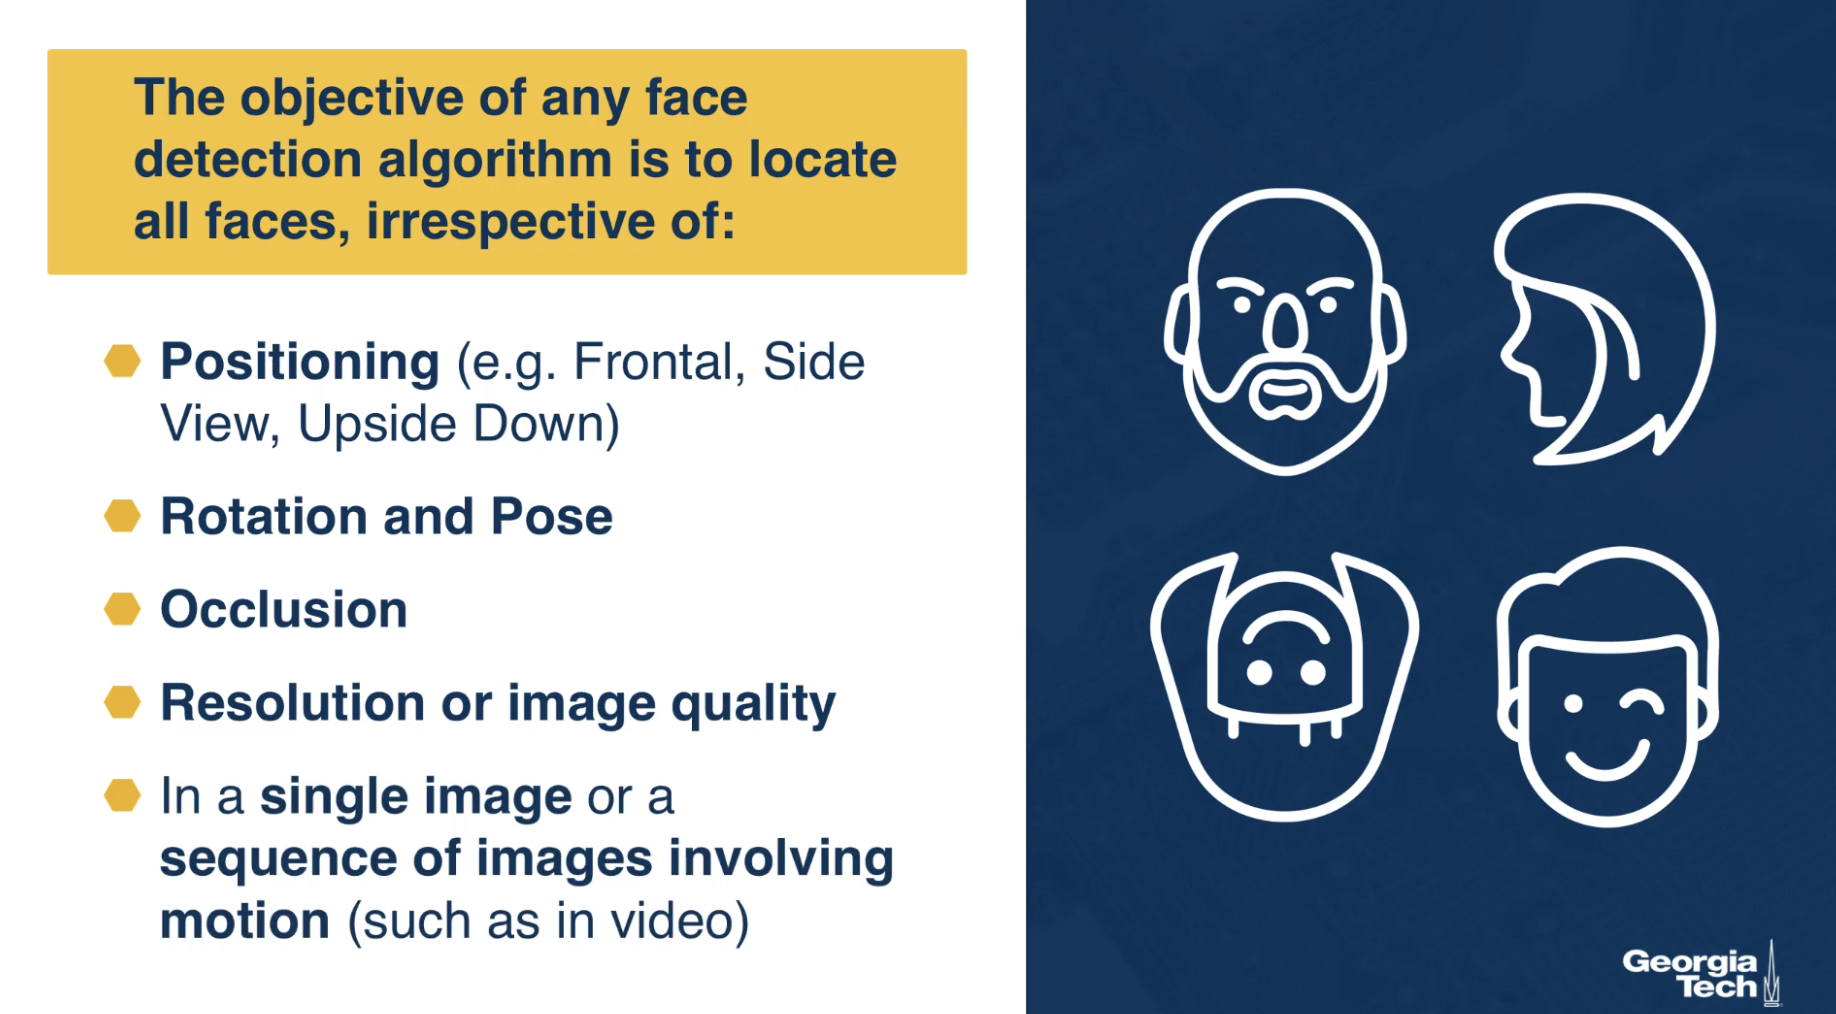 The objective of any face
detection algorithm is to locate
all faces, irrespective of:
Positioning (e.g. Frontal, Side
View, Upside Down)
Rotation and Pose
Occlusion
Resolution or image quality
In a single image or a
sequence of images involving
motion (such as in video)
Georgia
Tech